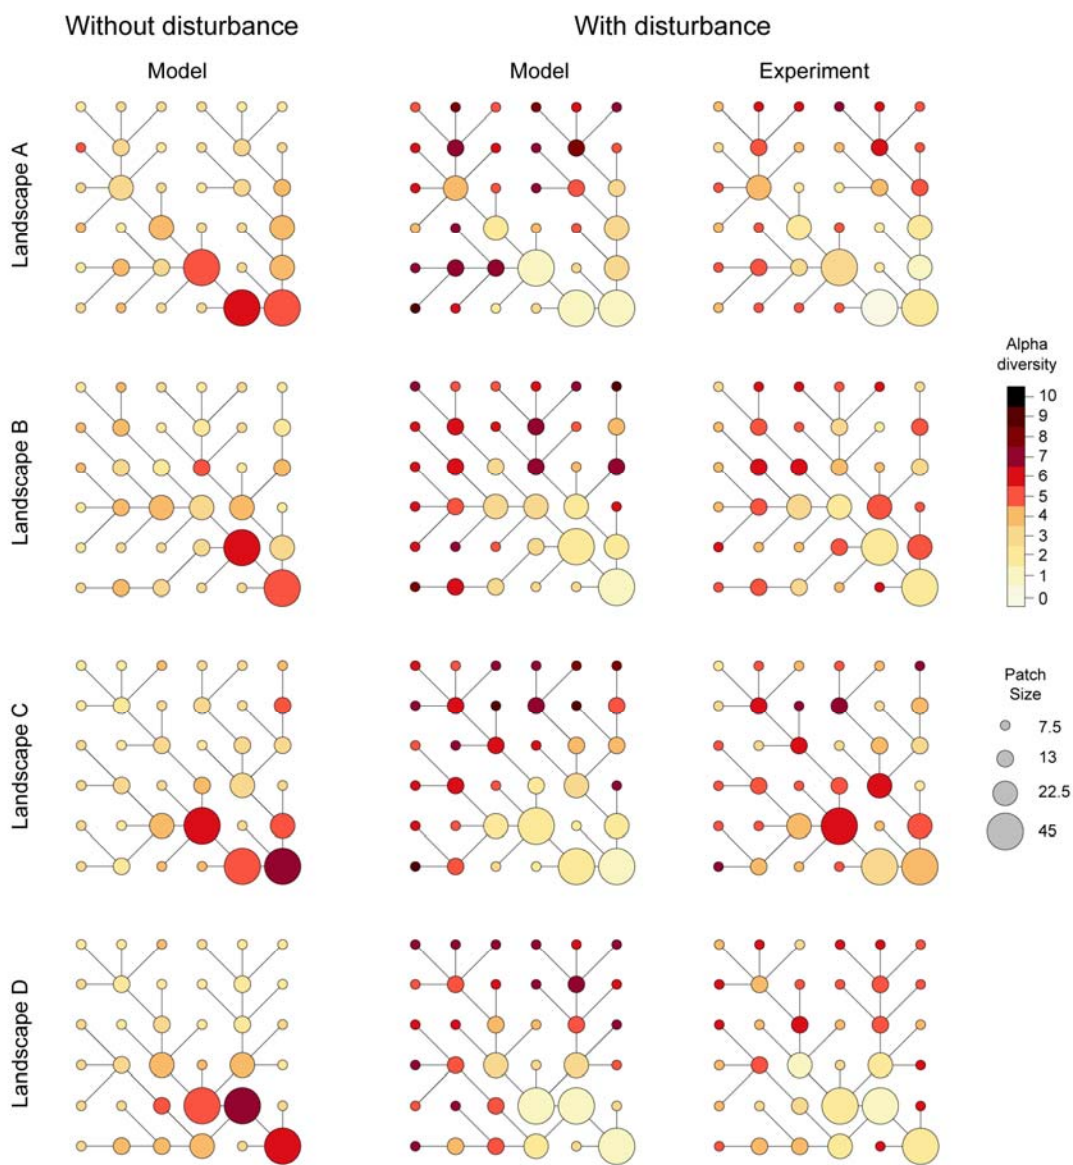 Without disturbance
With disturbance
Model
Model
Experiment
Landscape A
Landscape B
Landscape C
Landscape D
Alpha
diversity
10
9
8
7
6
5
4
3
2
1
0
Patch
Size
7.5
13
22.5
45